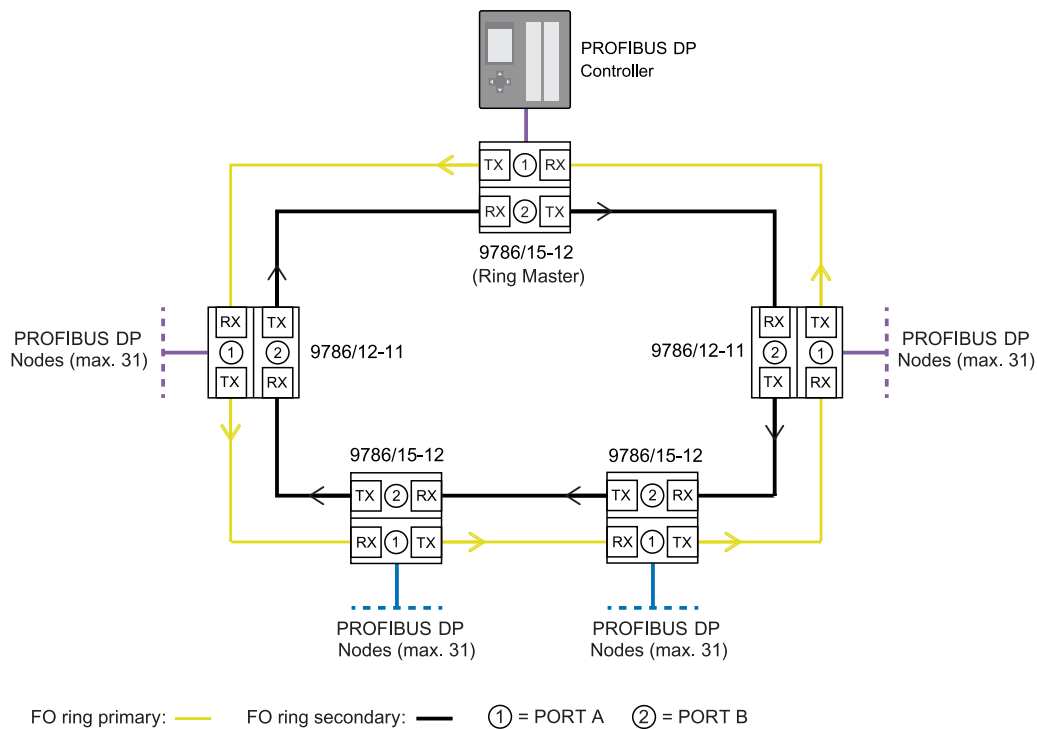 PROFIBUS DP
Controller
TX 1 RX
RX 2 TX
9786/15-12
(Ring Master)
RX TX
1 2
TX RX
PROFIBUS DP
Nodes (max. 31)
9786/12-11
9786/12-11
RX TX
2 1
TX RX
PROFIBUS DP
Nodes (max. 31)
9786/15-12
TX 2 RX
RX 1 TX
PROFIBUS DP
Nodes (max. 31)
9786/15-12
TX 2 RX
RX 1 TX
PROFIBUS DP
Nodes (max. 31)
FO ring primary: FO ring secondary: 1 = PORT A 2 = PORT B